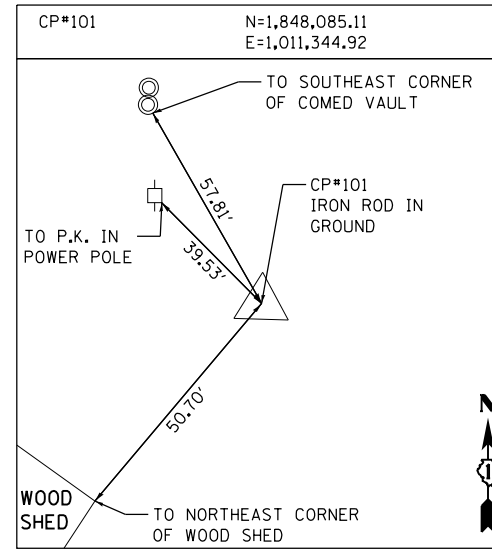 CP#101
N=1,848,085.11
E=1,011,344.92
TO SOUTHEAST CORNER
OF COMED VAULT
57.81'
CP#101
IRON ROD IN
GROUND
TO P.K. IN
POWER POLE
39.53'
50.70'
N
WOOD
SHED
TO NORTHEAST CORNER
OF WOOD SHED